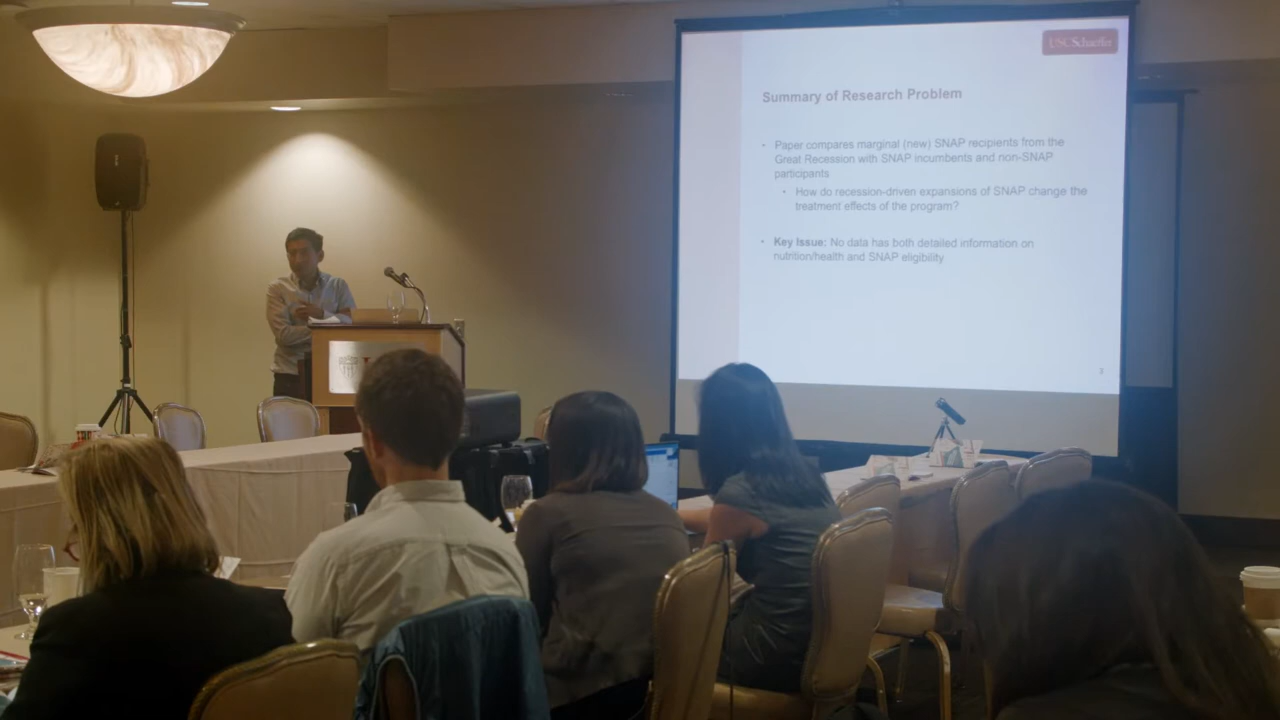 USCSchaeffer
Summary of Research Problem
• Paper compares marginal (new) SNAP recipients from the
Great Recession with SNAP incumbents and non-SNAP
participants
• How do recession-driven expansions of SNAP change the
treatment effects of the program?
• Key Issue: No data has both detailed information on
nutrition/health and SNAP eligibility
3